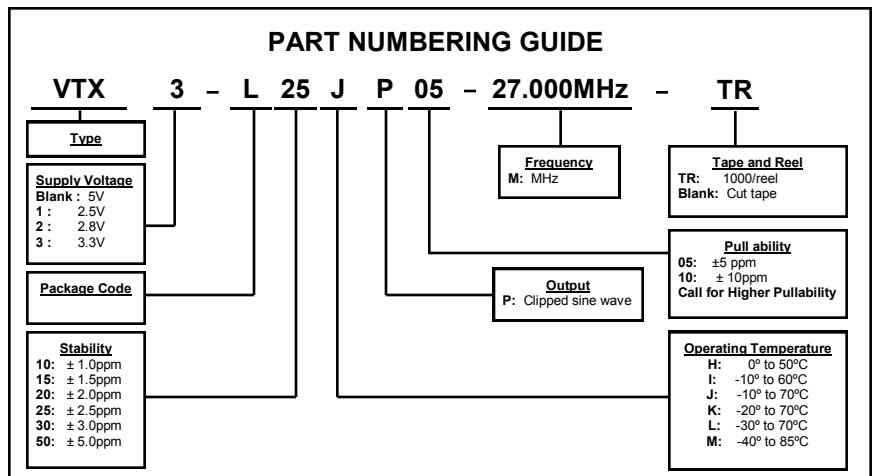 PART NUMBERING GUIDE
VTX 3 – L 25 J P 05 – 27.000MHz – TR
Type
Supply Voltage
Blank : 5V
1 : 2.5V
2 : 2.8V
3 : 3.3V
Package Code
Stability
10: ± 1.0ppm
15: ± 1.5ppm
20: ± 2.0ppm
25: ± 2.5ppm
30: ± 3.0ppm
50: ± 5.0ppm
Frequency
M: MHz
Output
P: Clipped sine wave
Tape and Reel
TR: 1000/reel
Blank: Cut tape
Pull ability
05: ±5 ppm
10: ± 10ppm
Call for Higher Pullability
Operating Temperature
H: 0º to 50ºC
I: -10º to 60ºC
J: -10º to 70ºC
K: -20º to 70ºC
L: -30º to 70ºC
M: -40º to 85ºC